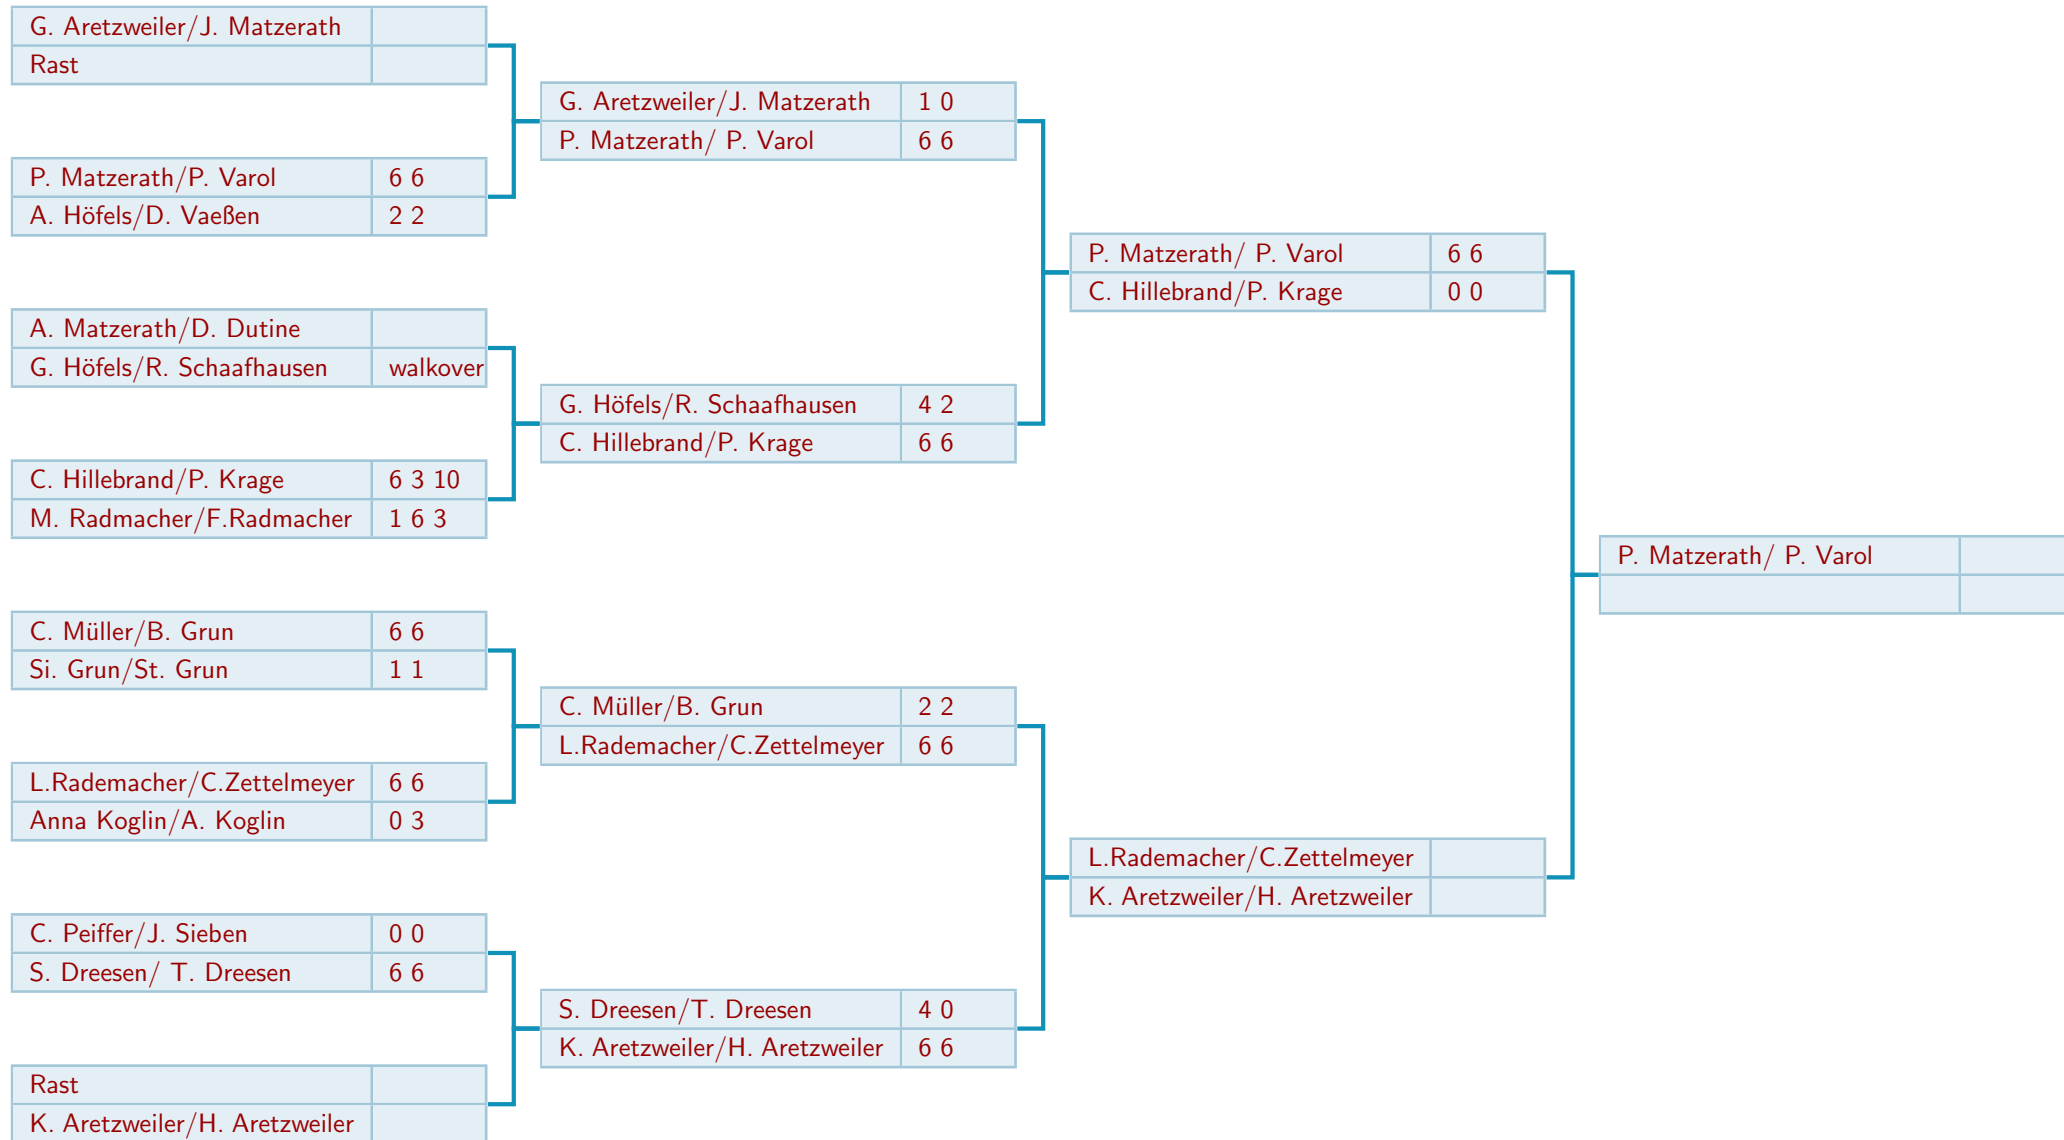 G. Aretzweiler/J. Matzerath
Rast
P. Matzerath/P. Varol 6 6
A. Höfels/D. Vaeßen 2 2
A. Matzerath/D. Dutine
G. Höfels/R. Schaafhausen walkover
C. Hillebrand/P. Krage 6 3 10
M. Radmacher/F.Radmacher 1 6 3
C. Müller/B. Grun 6 6
Si. Grun/St. Grun 1 1
L.Rademacher/C.Zettelmeyer 6 6
Anna Koglin/A. Koglin 0 3
C. Peiffer/J. Sieben 0 0
S. Dreesen/ T. Dreesen 6 6
Rast
K. Aretzweiler/H. Aretzweiler
G. Aretzweiler/J. Matzerath 1 0
P. Matzerath/ P. Varol 6 6
G. Höfels/R. Schaafhausen 4 2
C. Hillebrand/P. Krage 6 6
C. Müller/B. Grun 2 2
L.Rademacher/C.Zettelmeyer 6 6
S. Dreesen/T. Dreesen 4 0
K. Aretzweiler/H. Aretzweiler 6 6
P. Matzerath/ P. Varol 6 6
C. Hillebrand/P. Krage 0 0
L.Rademacher/C.Zettelmeyer
K. Aretzweiler/H. Aretzweiler
P. Matzerath/ P. Varol